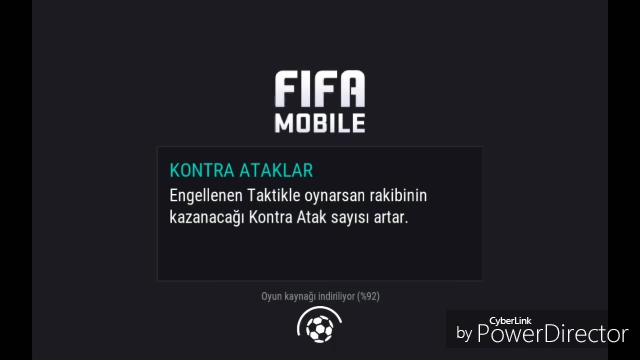 FIFA
MOBILE
KONTRA ATAKLAR
Engellenen Taktikle oynarsan rakibinin
kazanacağı Kontra Atak sayısı artar.
Oyun kaynağı indiriliyor (%92)
CyberLink
by PowerDirector